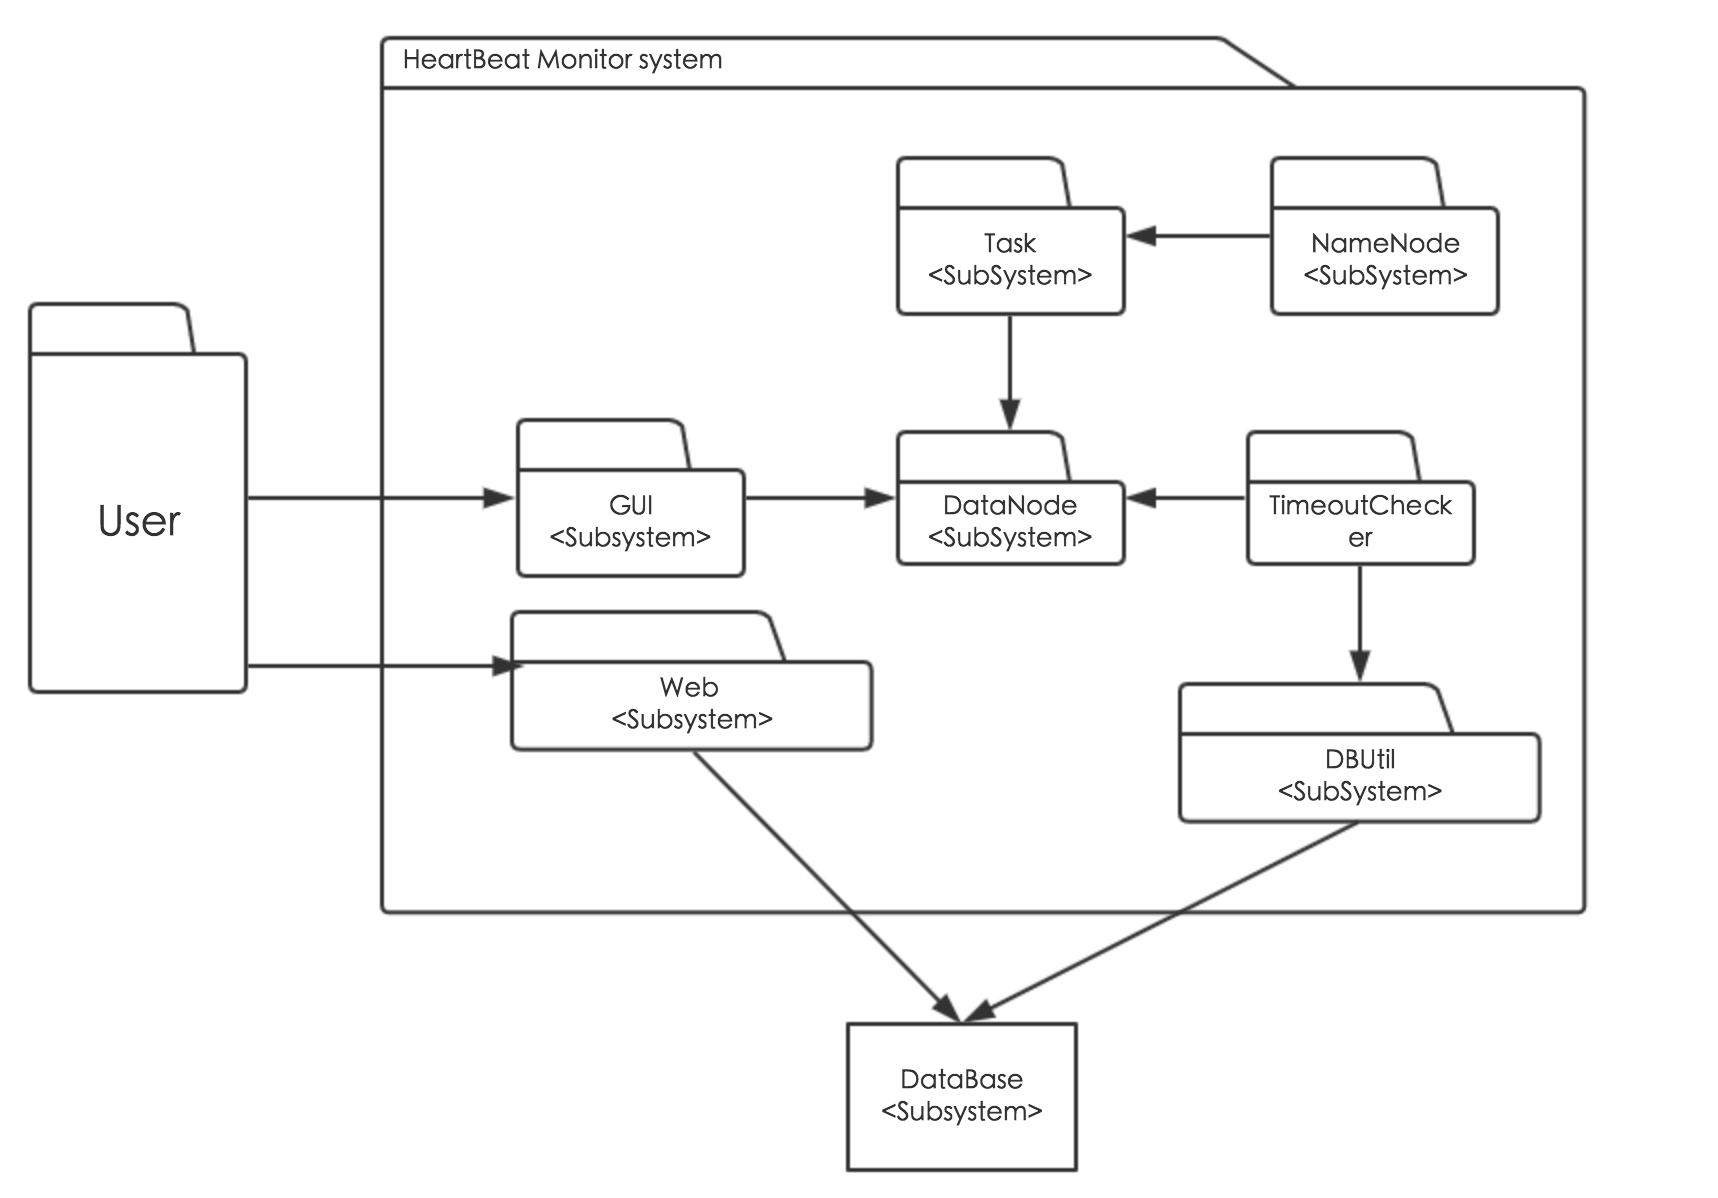 HeartBeat Monitor system
Task
<SubSystem>
NameNode
<SubSystem>
User
GUI
<Subsystem>
DataNode
<SubSystem>
TimeoutCheck
er
Web
<Subsystem>
DBUtil
<SubSystem>
DataBase
<Subsystem>